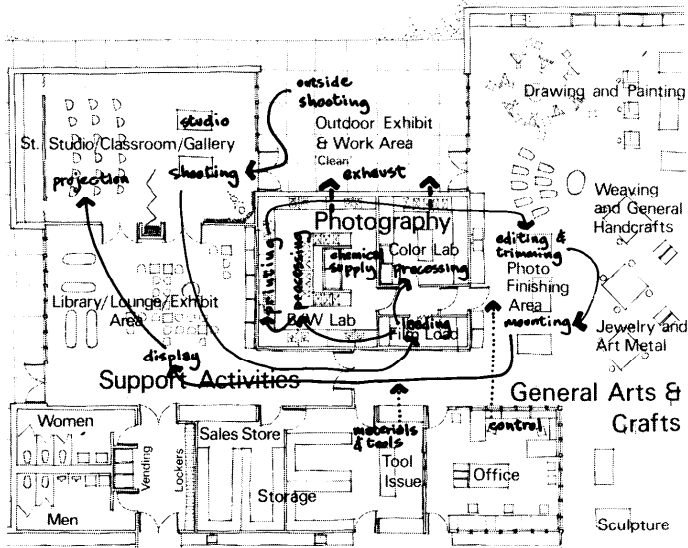 outside
shooting
Drawing and Painting
studio
Outdoor Exhibit
& Work Area
'Clean'
St. Studio/Classroom/Gallery
exhaust
projection
shooting
Weaving
and General
Handcrafts
Photography
editing &
trimming
Color Lab
chemical
supply
processing
printing
processing
Photo
Finishing
Area
Library/Lounge/Exhibit
Area
B&W Lab
loading
Film Load
mounting
Jewelry and
Art Metal
display
Support Activities
General Arts &
Crafts
Women
Sales Store
materials
& tools
control
Vending
Lockers
Tool
Issue
Office
Storage
Men
Sculpture